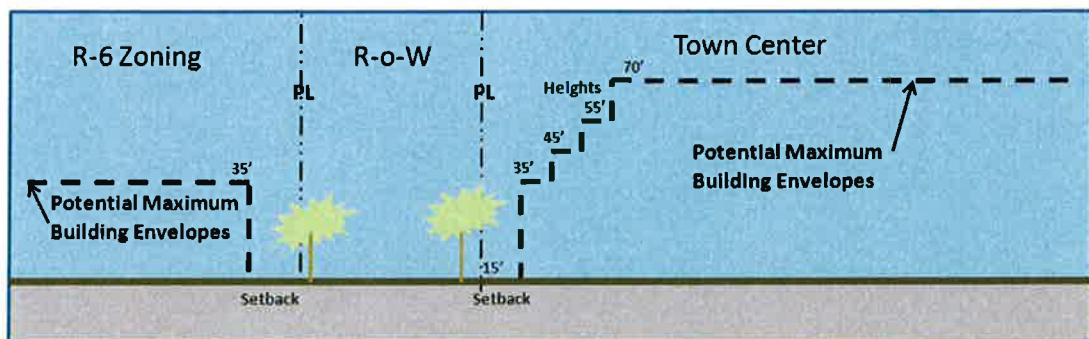 R-6 Zoning
R-o-W
Town Center
PL
PL
Heights
70'
55'
45'
35'
35'
Potential Maximum
Building Envelopes
Potential Maximum
Building Envelopes
15'
Setback
Setback